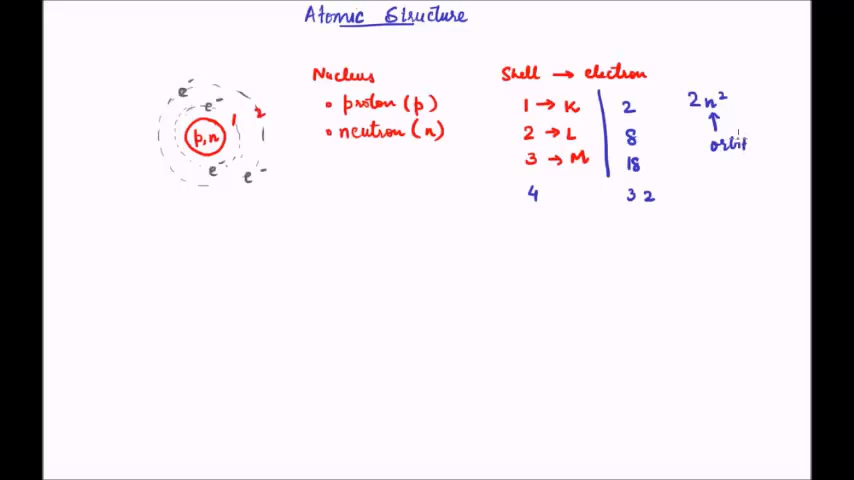 Atomic Structure
Nucleus
• proton (p)
• neutron (n)
Shell → electron
1 → K 2
2 → L 8
3 → M 18
4 32
2n²
↑
orbit
e⁻
e⁻
1 2
p,n
e⁻
e⁻